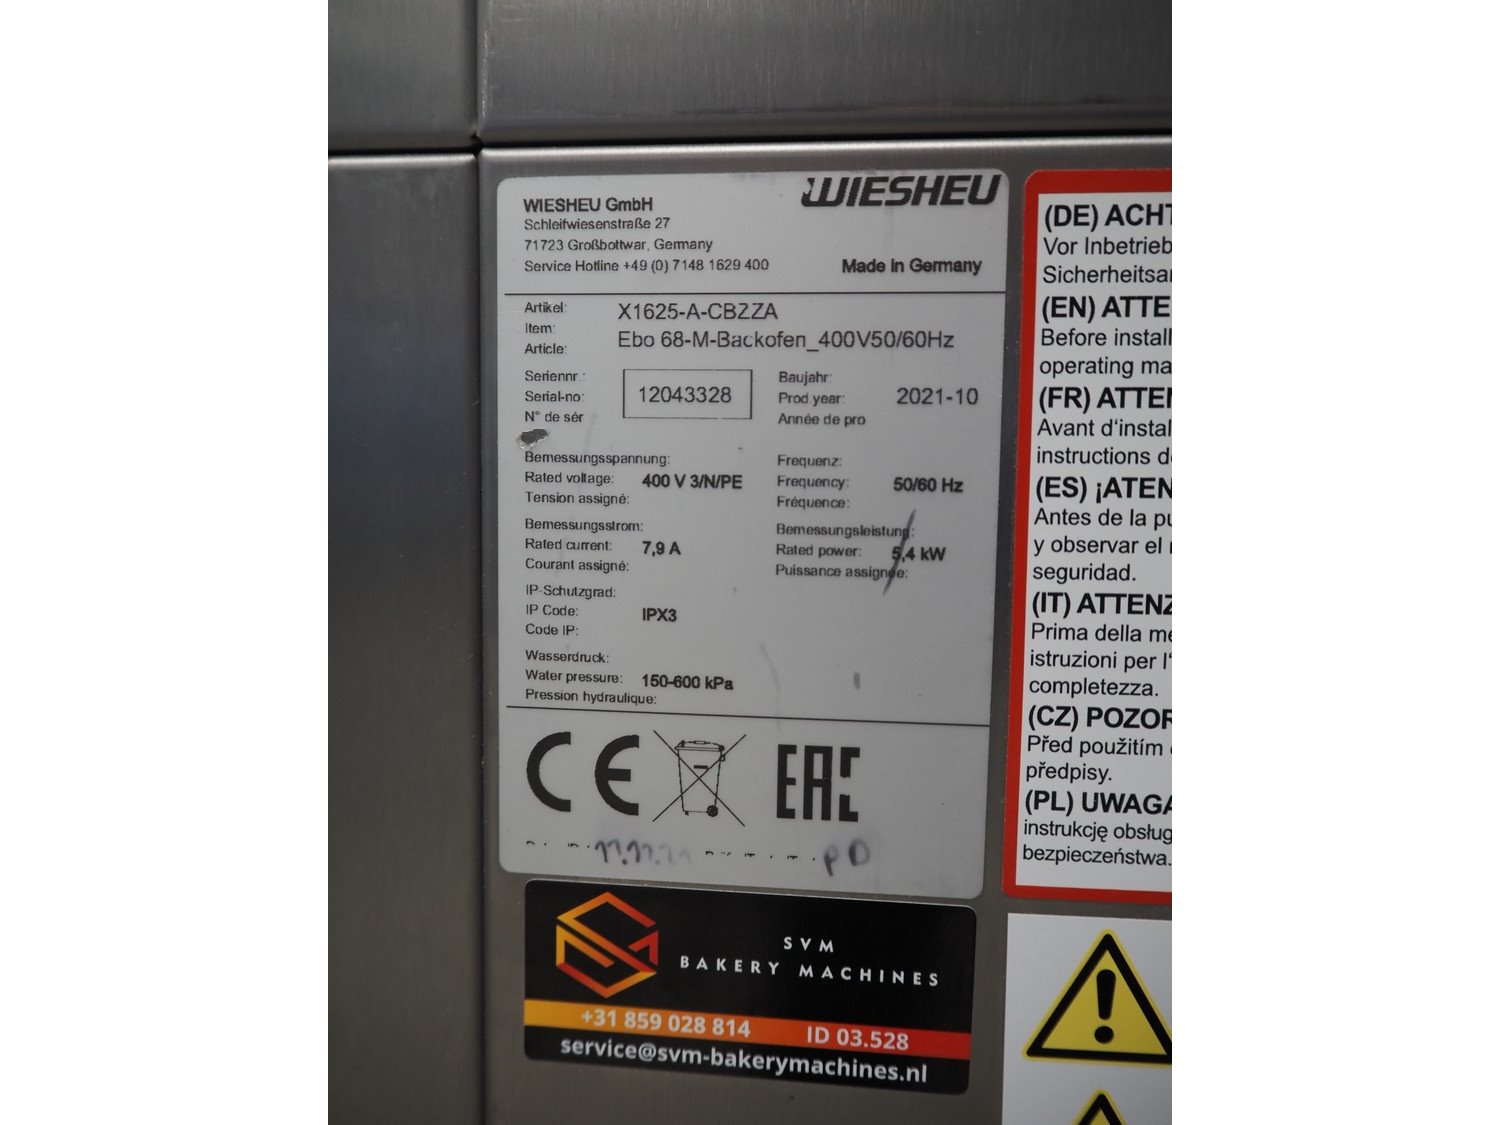 WIESHEU GmbH
Schleifwiesenstraße 27
71723 Großbottwar, Germany
Service Hotline +49 (0) 7148 1629 400
WIESHEU
Made in Germany
Artikel:
Item:
Article:
X1625-A-CBZZA
Ebo 68-M-Backofen_400V50/60Hz
Seriennr.:
Serial-no:
N° de sér
12043328
Baujahr:
Prod year:
Année de pro
2021-10
Bemessungsspannung:
Rated voltage: 400 V 3/N/PE
Tension assigné:
Frequenz:
Frequency: 50/60 Hz
Fréquence:
Bemessungsstrom:
Rated current: 7,9 A
Courant assigné:
Bemessungsleistung:
Rated power: 5,4 kW
Puissance assignée:
IP-Schutzgrad:
IP Code: IPX3
Code IP:
Wasserdruck:
Water pressure: 150-600 kPa
Pression hydraulique:
CE
EAC
PD
SVM
BAKERY MACHINES
+31 859 028 814 ID 03.528
service@svm-bakerymachines.nl
(DE) ACHT
Vor Inbetrieb
Sicherheitsa
(EN) ATTE
Before install
operating ma
(FR) ATTE
Avant d'instal
instructions d
(ES) ¡ATEN
Antes de la pu
y observar el
seguridad.
(IT) ATTENZ
Prima della me
istruzioni per l'
completezza.
(CZ) POZOR
Před použitím
předpisy.
(PL) UWAGA
instrukcję obsług
bezpieczeństwa.